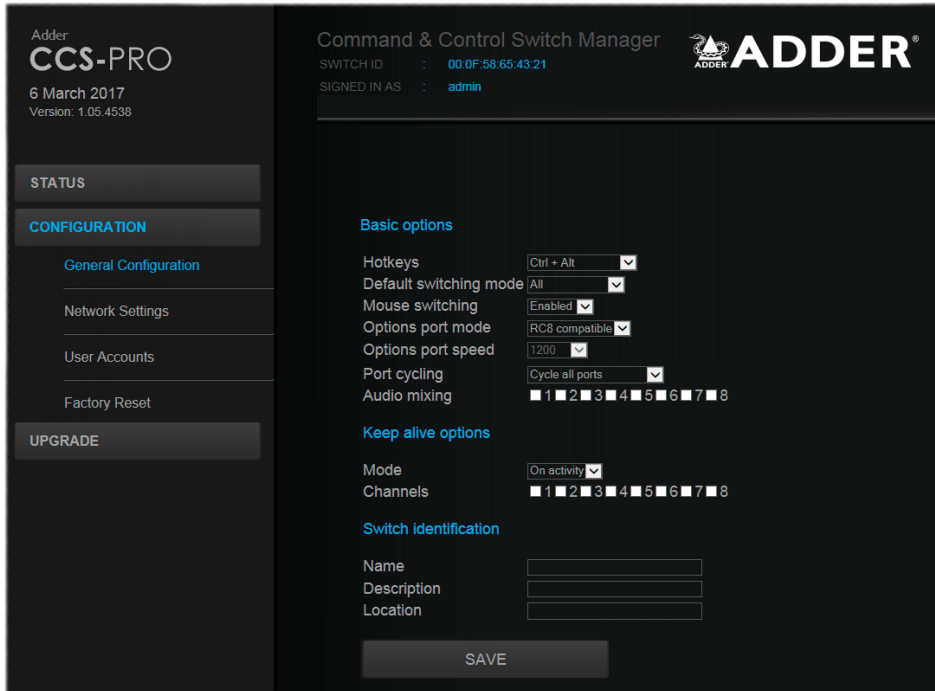 Adder
CCS-PRO
6 March 2017
Version: 1.05.4538
Command & Control Switch Manager
SWITCH ID : 00:0F:58:65:43:21
SIGNED IN AS : admin
ADDER ADDER®
STATUS
CONFIGURATION
General Configuration
Network Settings
User Accounts
Factory Reset
UPGRADE
Basic options
Hotkeys Ctrl + Alt
Default switching mode All
Mouse switching Enabled
Options port mode RC8 compatible
Options port speed 1200
Port cycling Cycle all ports
Audio mixing 1 2 3 4 5 6 7 8
Keep alive options
Mode On activity
Channels 1 2 3 4 5 6 7 8
Switch identification
Name
Description
Location
SAVE